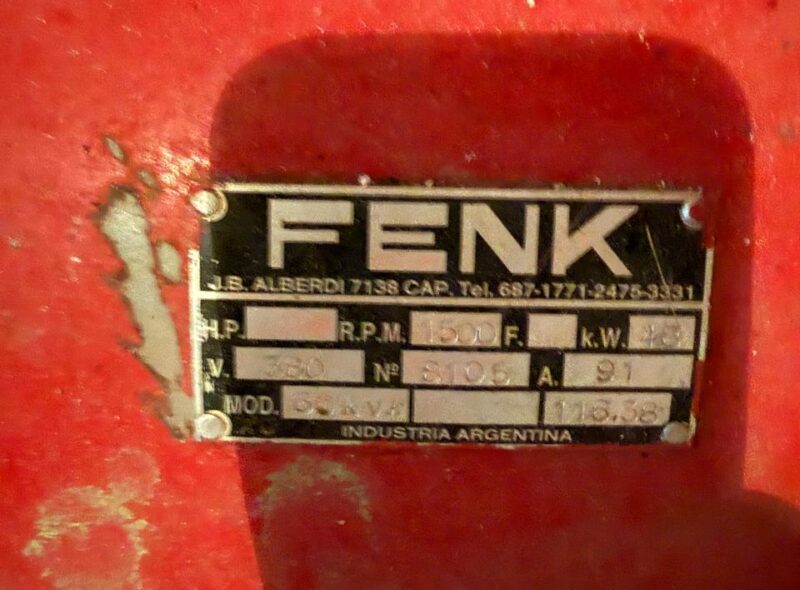 FENK
J.B. ALBERDI 7138 CAP. Tel. 687-1771-2475-3331
H.P. R.P.M. 1500 F. k.W. 48
V. 380 Nº 8105 A. 91
MOD. 116.38
INDUSTRIA ARGENTINA